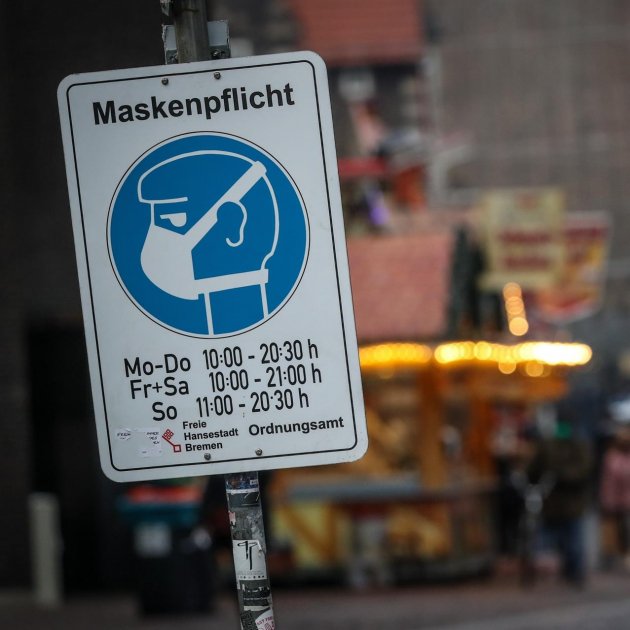 Maskenpflicht
Mo-Do 10:00 - 20:30 h
Fr+Sa 10:00 - 21:00 h
So 11:00 - 20:30 h
Freie
Hansestadt
Bremen
Ordnungsamt